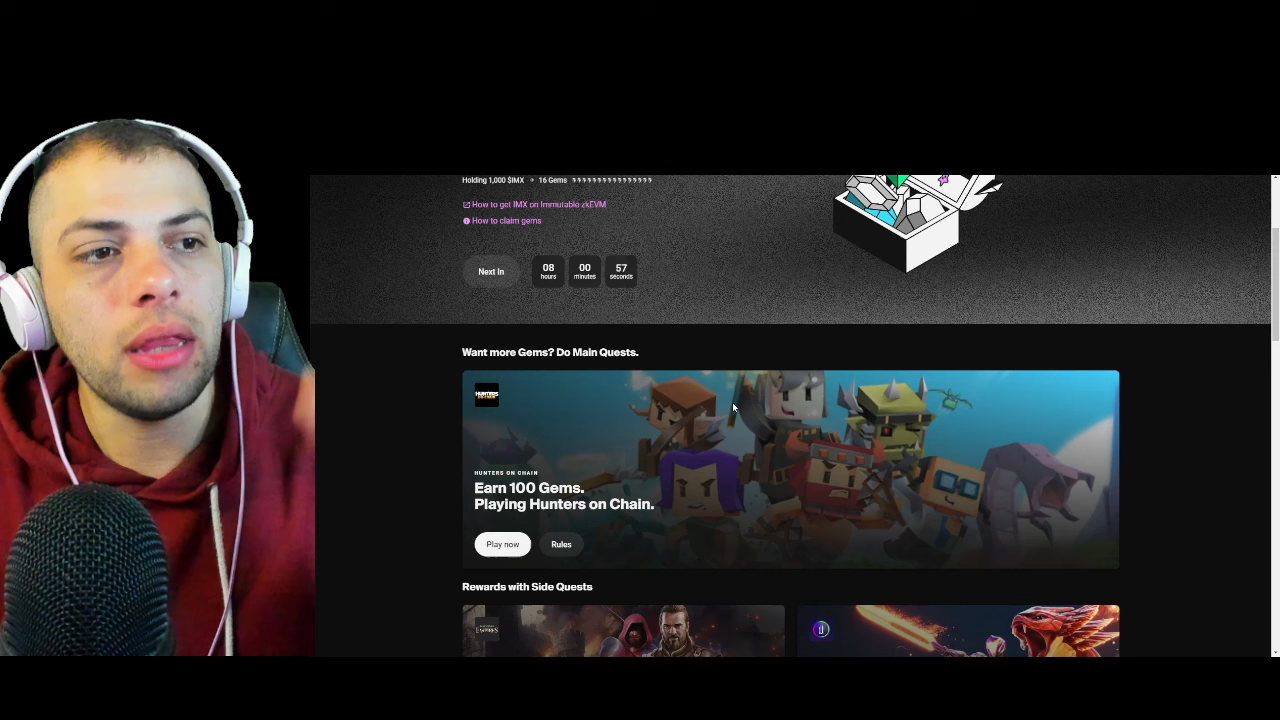 Holding 1,000 $IMX + 16 Gems
How to get IMX on Immutable zkEVM
How to claim gems
Next In
08 00 57
hours minutes seconds
Want more Gems? Do Main Quests.
HUNTERS
HUNTERS ON CHAIN
Earn 100 Gems.
Playing Hunters on Chain.
Play now
Rules
Rewards with Side Quests
EMPIRES